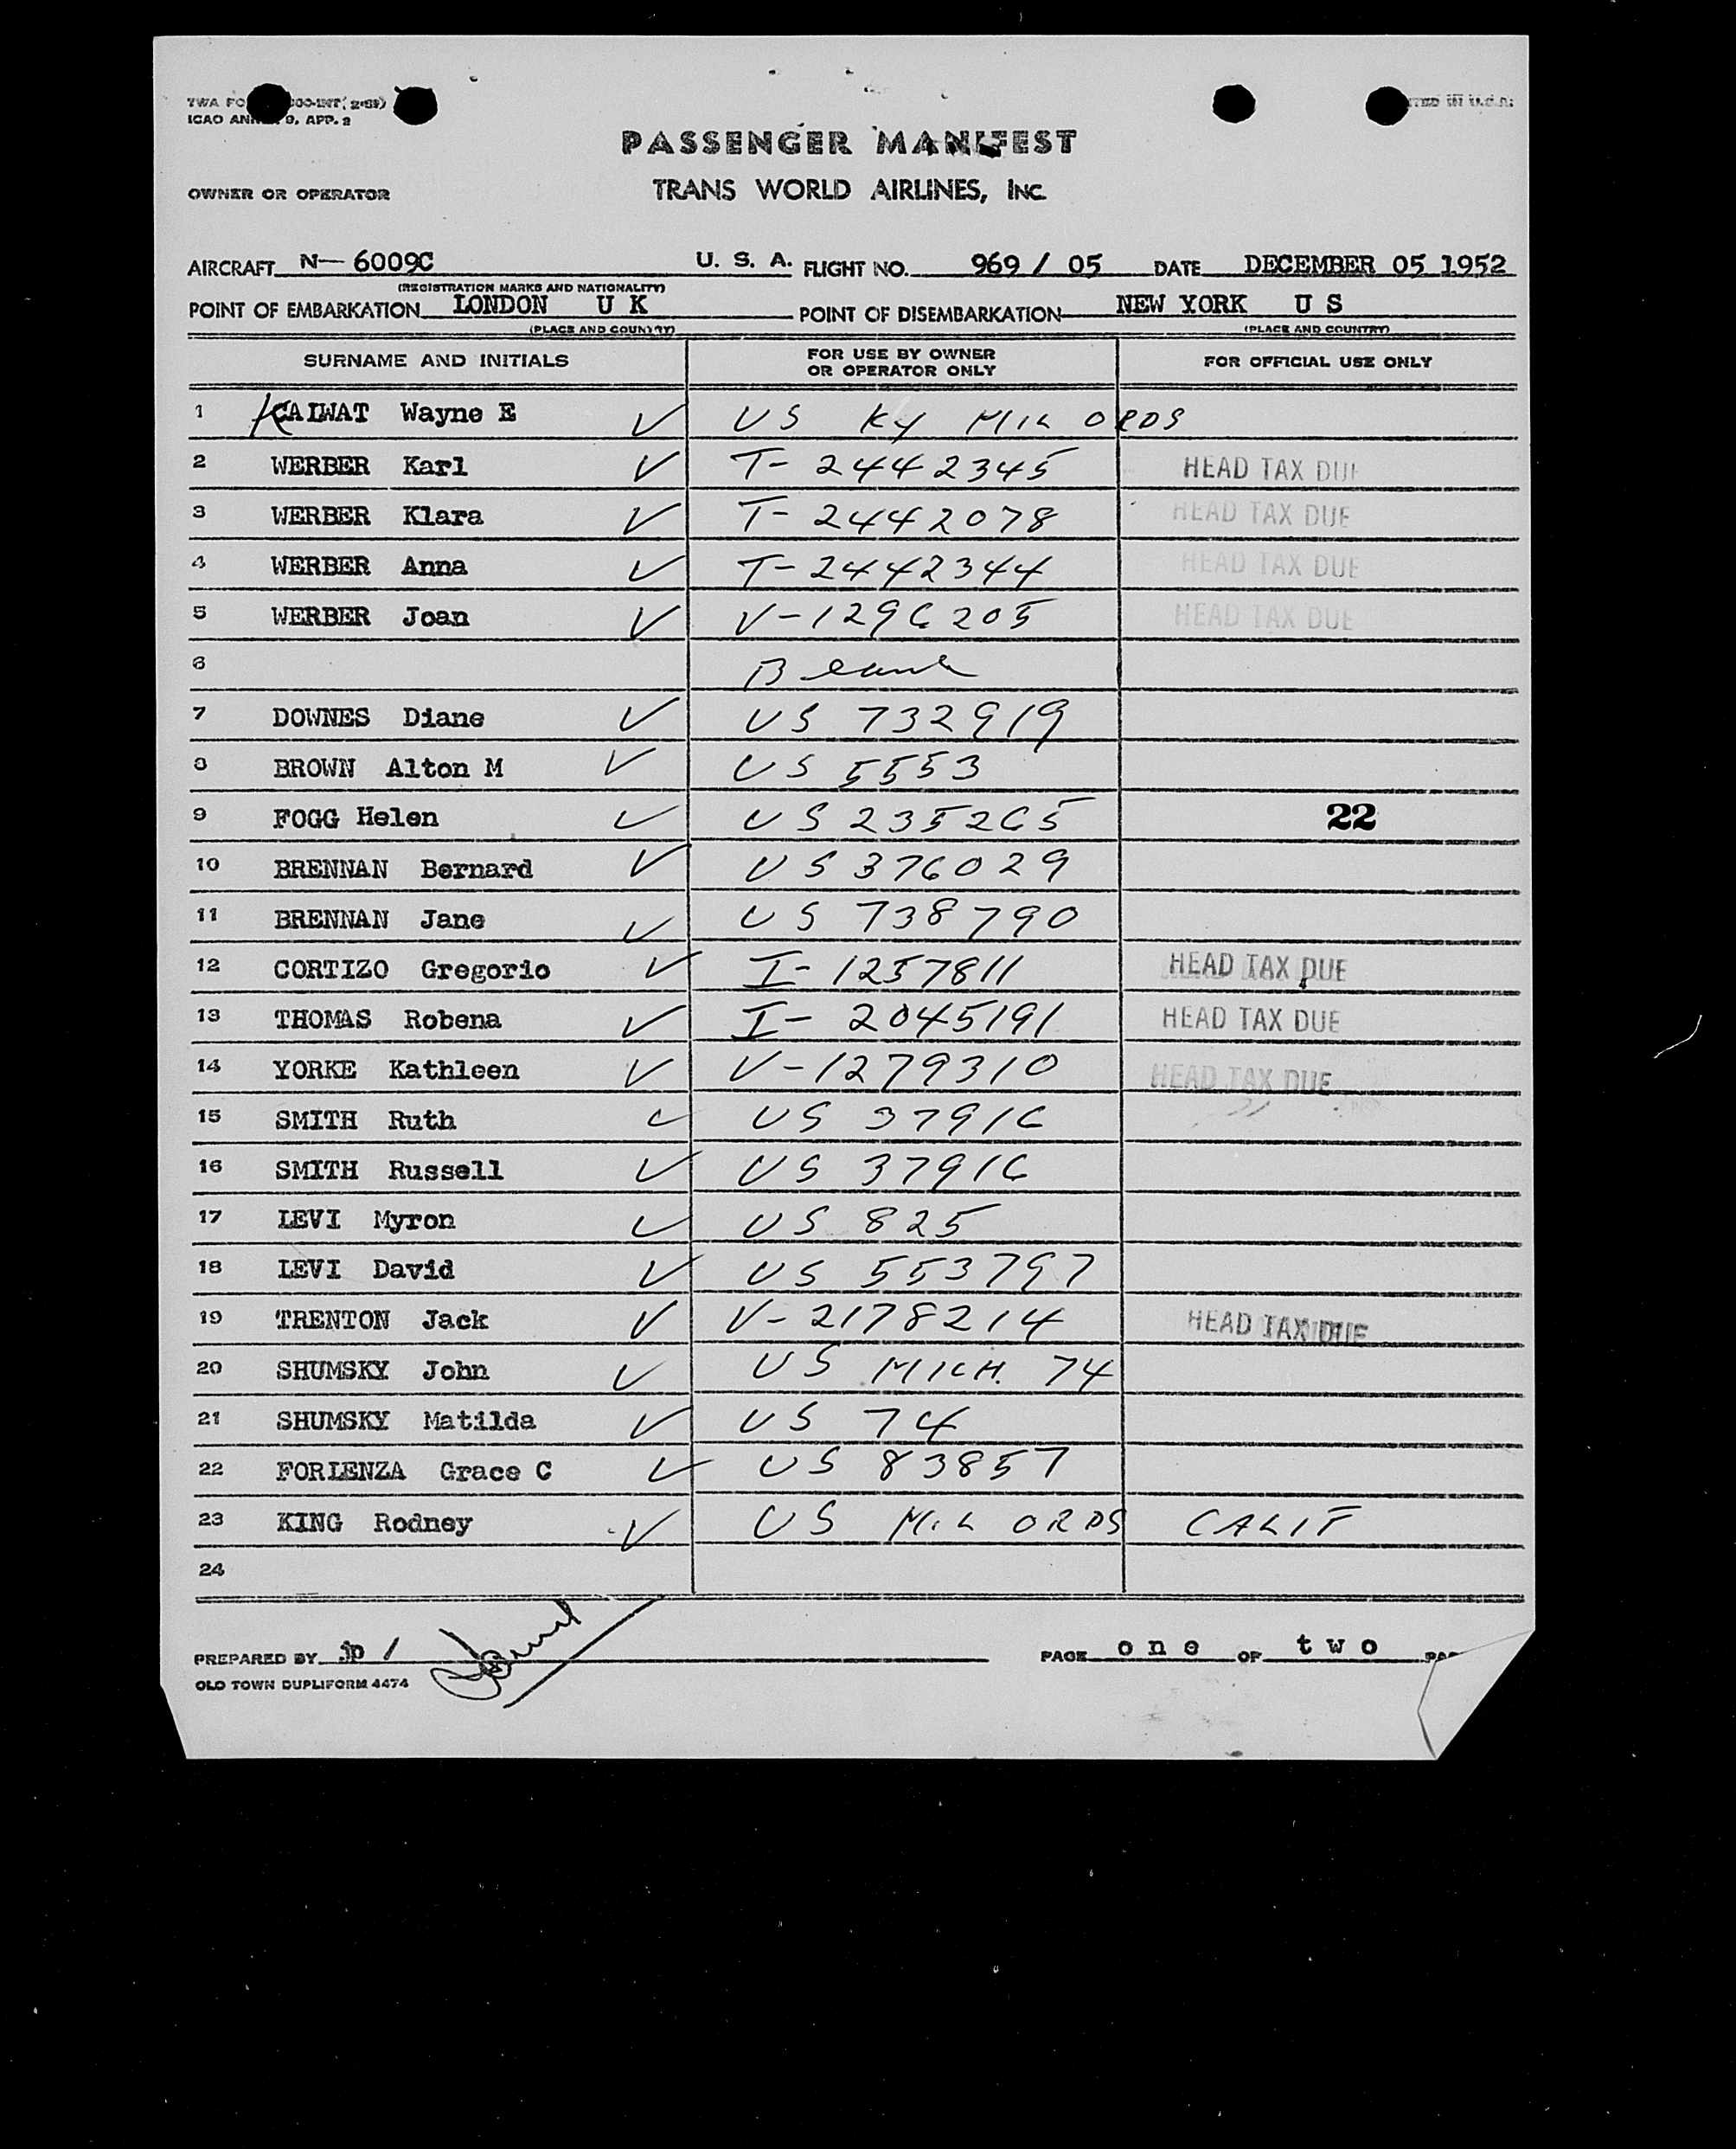 TWA FO 00-INT (2-52)
ICAO ANNEX 9, APP. 2
PASSENGER MANIFEST
OWNER OR OPERATOR TRANS WORLD AIRLINES, INC.
AIRCRAFT N- 6009C U. S. A. FLIGHT NO. 969 / 05 DATE DECEMBER 05 1952
(REGISTRATION MARKS AND NATIONALITY)
POINT OF EMBARKATION LONDON U K POINT OF DISEMBARKATION NEW YORK U S
(PLACE AND COUNTRY) (PLACE AND COUNTRY)
SURNAME AND INITIALS FOR USE BY OWNER OR OPERATOR ONLY FOR OFFICIAL USE ONLY
1 KALWAT Wayne E ✓ US Ky MIL ORDS
2 WERBER Karl ✓ T- 2442345 HEAD TAX DUE
3 WERBER Klara ✓ T- 2442078 HEAD TAX DUE
4 WERBER Anna ✓ T- 2442344 HEAD TAX DUE
5 WERBER Joan ✓ V-1296205 HEAD TAX DUE
6 Blank
7 DOWNES Diane ✓ US 732919
8 BROWN Alton M ✓ US 5553
9 FOGG Helen ✓ US 235265 22
10 BRENNAN Bernard ✓ US 376029
11 BRENNAN Jane ✓ US 738790
12 CORTIZO Gregorio ✓ I- 1257811 HEAD TAX DUE
13 THOMAS Robena ✓ I- 2045191 HEAD TAX DUE
14 YORKE Kathleen ✓ V-1279310 HEAD TAX DUE
15 SMITH Ruth ✓ US 37916
16 SMITH Russell ✓ US 37916
17 LEVI Myron ✓ US 825
18 LEVI David ✓ US 553797
19 TRENTON Jack ✓ V- 2178214 HEAD TAX DUE
20 SHUMSKY John ✓ US MICH. 74
21 SHUMSKY Matilda ✓ US 74
22 FORLENZA Grace C ✓ US 83857
23 KING Rodney ✓ US MIL ORDS CALIF
24
PREPARED BY jp / PAGE one OF two
OLD TOWN DUPLIFORM 4474